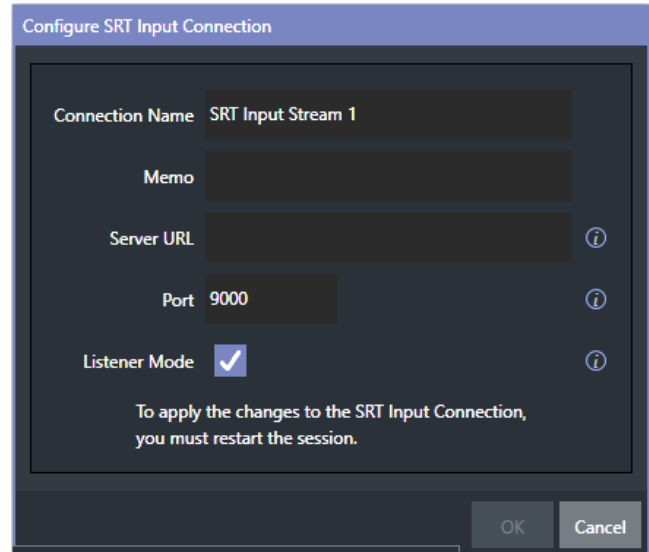 Configure SRT Input Connection
Connection Name SRT Input Stream 1
Memo
Server URL
Port 9000
Listener Mode
To apply the changes to the SRT Input Connection,
you must restart the session.
OK Cancel